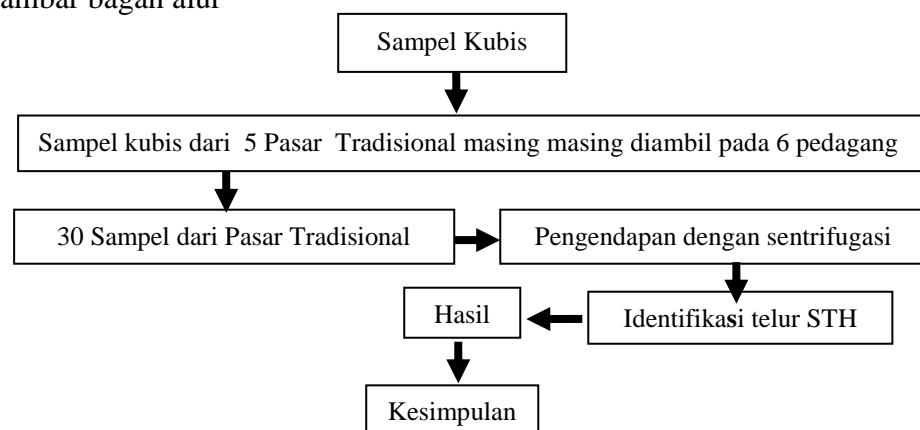 ambar bagan alur
Sampel Kubis
Sampel kubis dari 5 Pasar Tradisional masing masing diambil pada 6 pedagang
30 Sampel dari Pasar Tradisional
Pengendapan dengan sentrifugasi
Identifikasi telur STH
Hasil
Kesimpulan